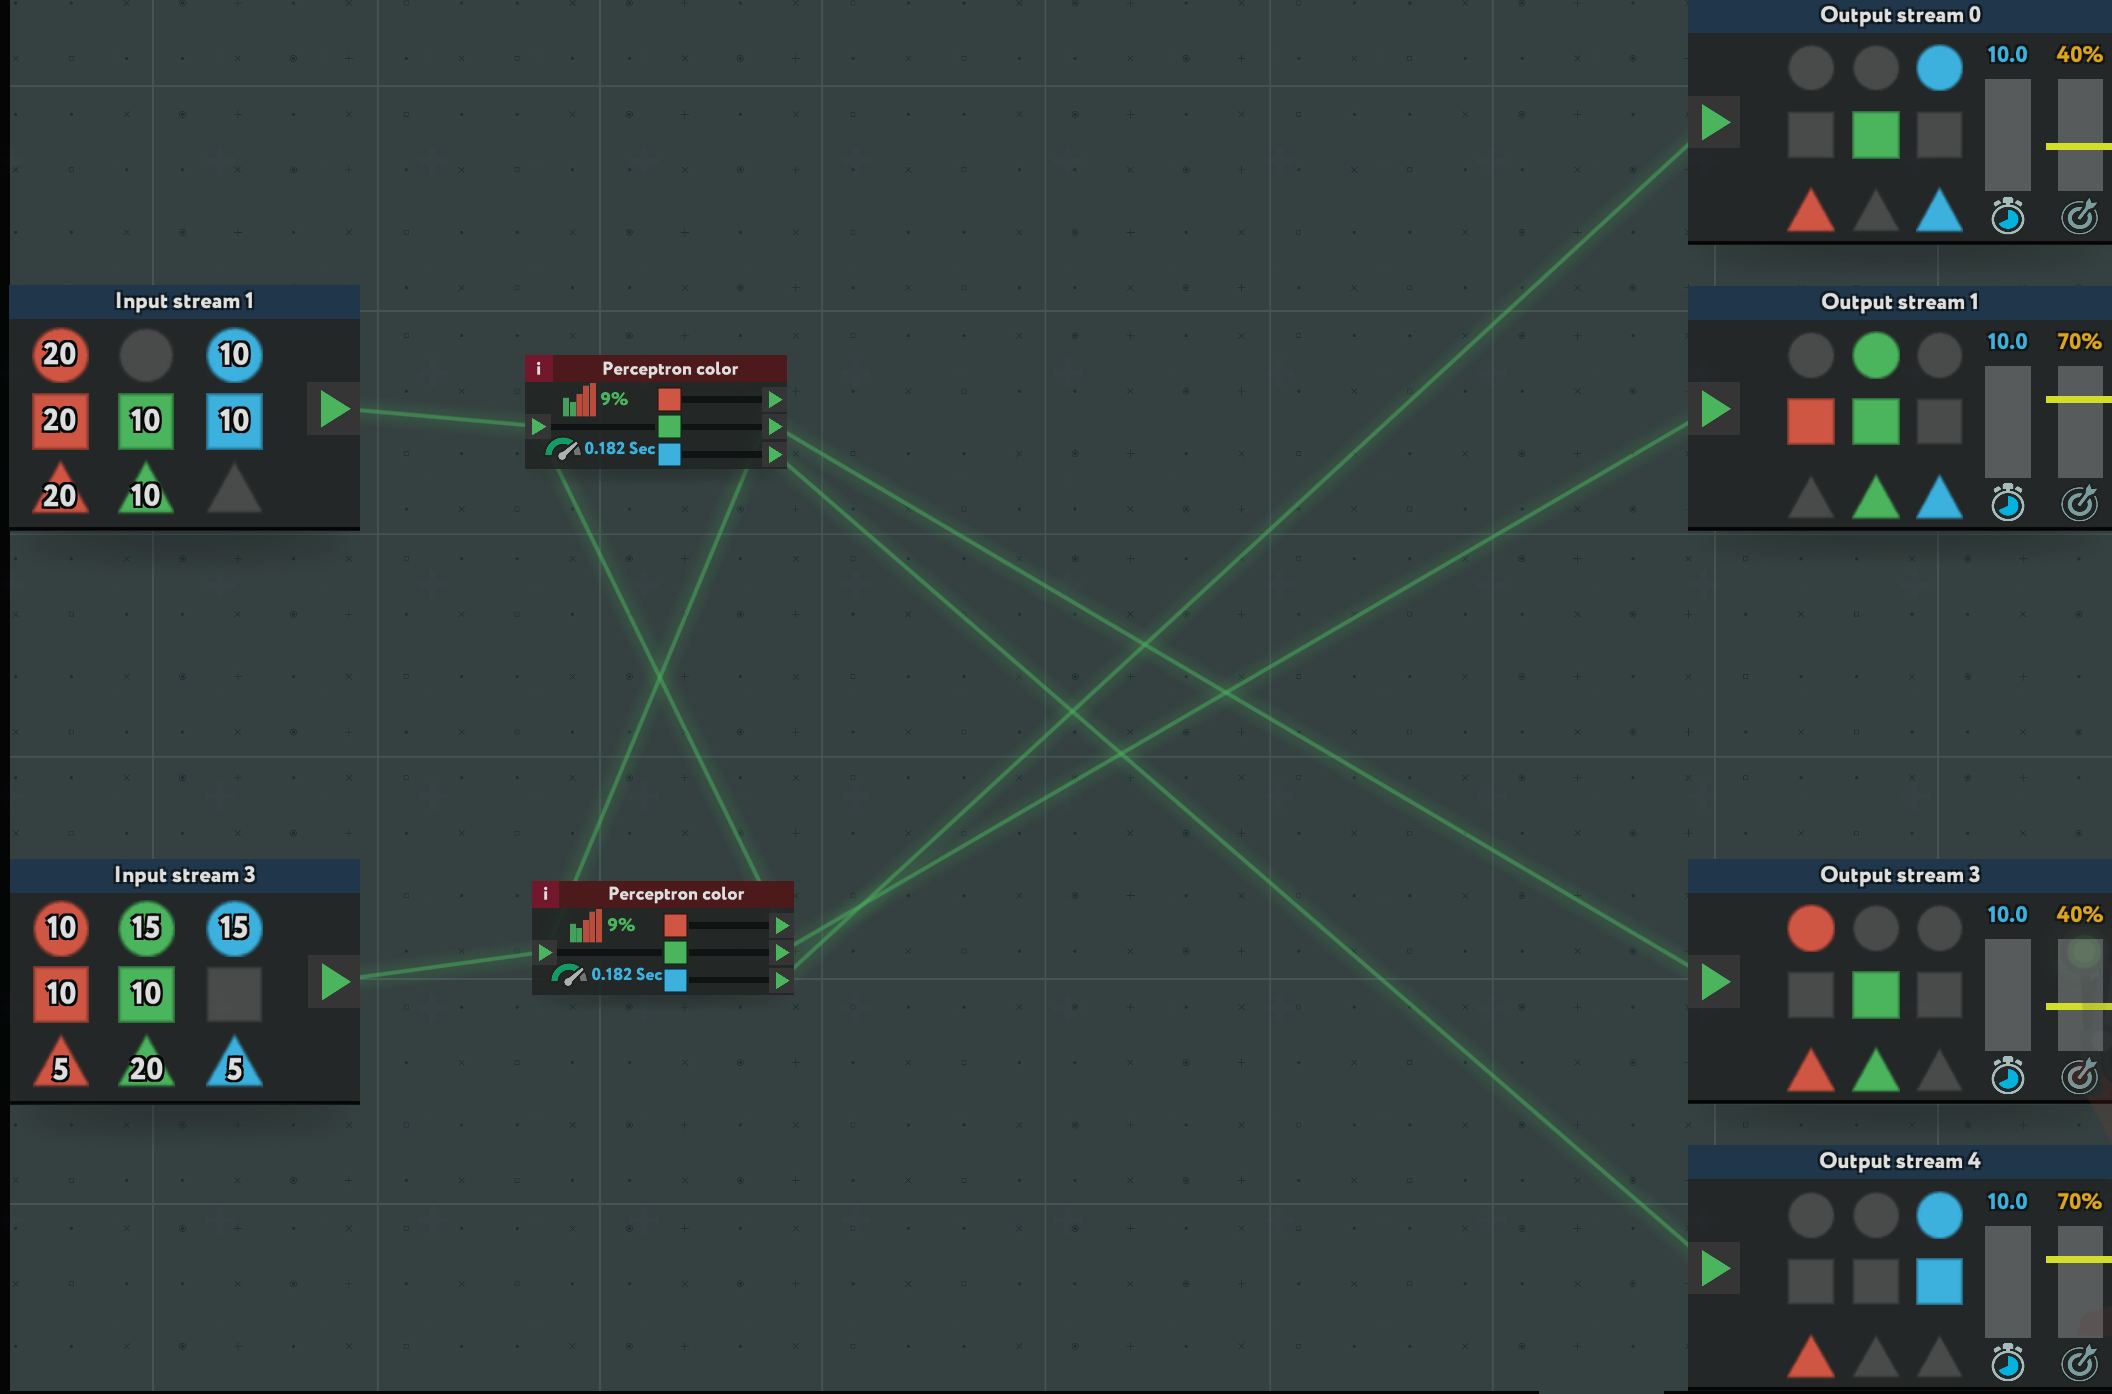 Output stream 0
10.0 40%
Input stream 1
20 10
20 10 10
20 10
i Perceptron color
9%
0.182 Sec
Output stream 1
10.0 70%
Input stream 3
10 15 15
10 10
5 20 5
i Perceptron color
9%
0.182 Sec
Output stream 3
10.0 40%
Output stream 4
10.0 70%